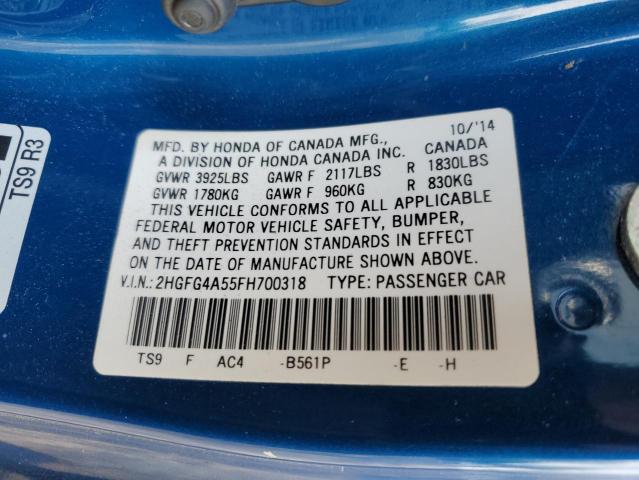 MFD. BY HONDA OF CANADA MFG., 10/'14
A DIVISION OF HONDA CANADA INC. CANADA
GVWR 3925LBS GAWR F 2117LBS R 1830LBS
GVWR 1780KG GAWR F 960KG R 830KG
THIS VEHICLE CONFORMS TO ALL APPLICABLE
FEDERAL MOTOR VEHICLE SAFETY, BUMPER,
AND THEFT PREVENTION STANDARDS IN EFFECT
ON THE DATE OF MANUFACTURE SHOWN ABOVE.
V.I.N.: 2HGFG4A55FH700318 TYPE: PASSENGER CAR
TS9 F AC4 -B561P -E -H
TS9 R3